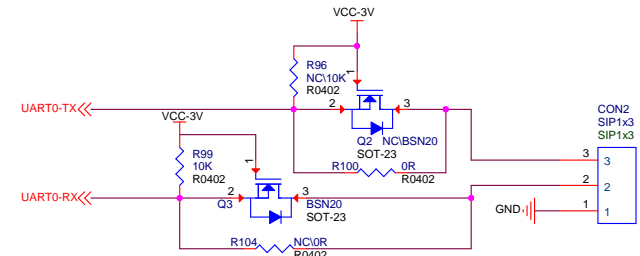 VCC-3V
R96
NC\10K
R0402
1
UART0-TX
2
3
Q2
NC\BSN20
SOT-23
CON2
SIP1x3
SIP1x3
VCC-3V
R100
0R
R0402
3
3
R99
10K
R0402
1
2
2
UART0-RX
2
3
Q3
BSN20
SOT-23
GND
1
1
R104
NC\0R
R0402